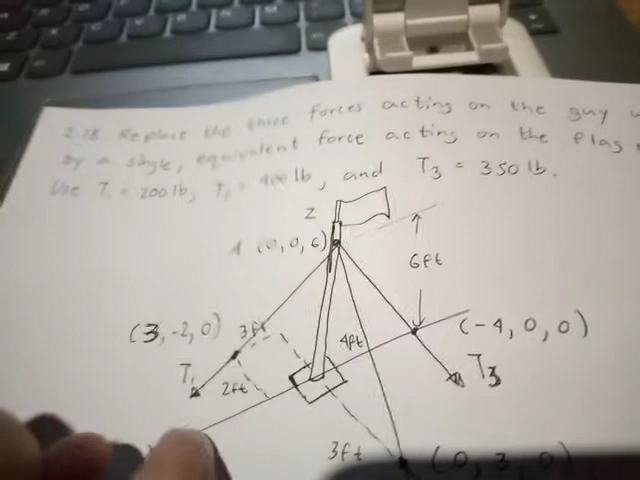 2.18 Replace the three forces acting on the guy
by a single, equivalent force acting on the flag
Use T1 = 200 lb, T2 = 400 lb, and T3 = 350 lb.
Z
A (0,0,6)
6ft
(3,-2,0) 3ft
4ft
(-4,0,0)
T1
2ft
T3
3ft
(0,3,0)